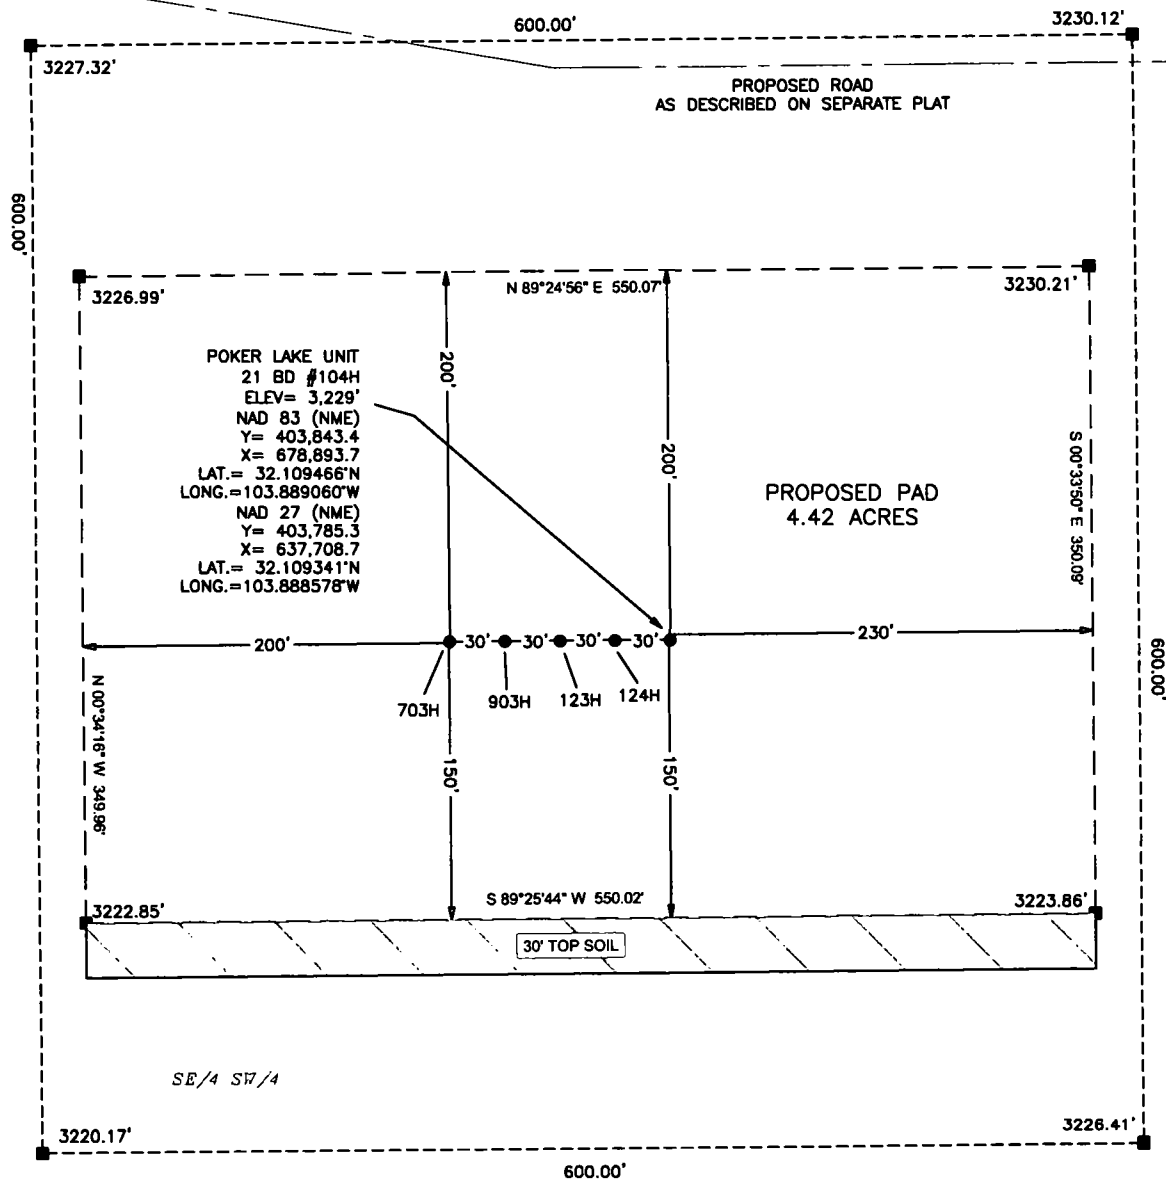 600.00'
3230.12'
3227.32'
PROPOSED ROAD
AS DESCRIBED ON SEPARATE PLAT
600.00'
3226.99'
N 89°24'56" E 550.07'
3230.21'
POKER LAKE UNIT
21 BD #104H
ELEV= 3,229'
NAD 83 (NME)
Y= 403,843.4
X= 678,893.7
LAT.= 32.109466°N
LONG.=103.889060°W
NAD 27 (NME)
Y= 403,785.3
X= 637,708.7
LAT.= 32.109341°N
LONG.=103.888578°W
200'
200'
PROPOSED PAD
4.42 ACRES
S 00°33'50" E 350.09'
200'
30'
30'
30'
30'
230'
703H
903H
123H
124H
600.00'
N 00°34'16" W 349.96'
150'
150'
3222.85'
S 89°25'44" W 550.02'
3223.86'
30' TOP SOIL
SE/4 SW/4
3220.17'
3226.41'
600.00'